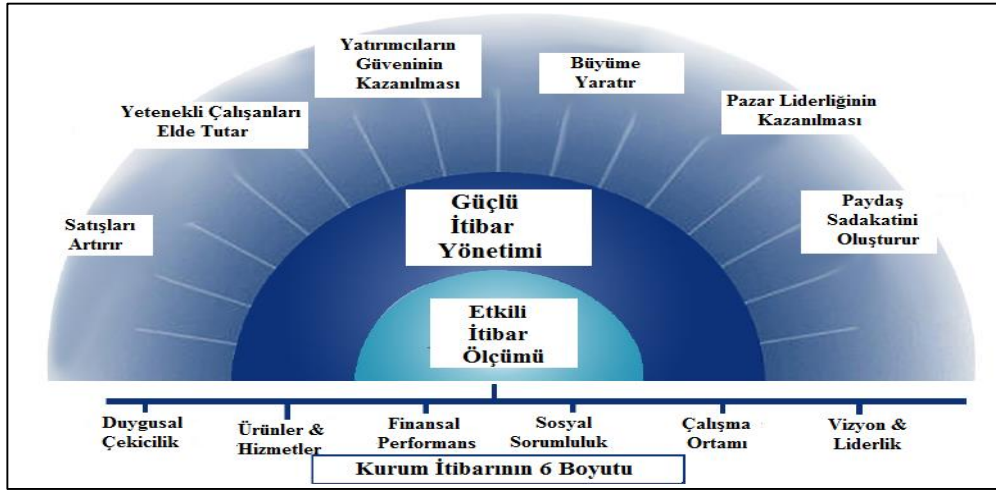 Yatırımcıların
Güveninin
Kazanılması
Büyüme
Yaratır
Yetenekli Çalışanları
Elde Tutar
Pazar Liderliğinin
Kazanılması
Satışları
Artırır
Güçlü
İtibar
Yönetimi
Paydaş
Sadakatini
Oluşturur
Etkili
İtibar
Ölçümü
Duygusal
Çekicilik
Ürünler &
Hizmetler
Finansal
Performans
Sosyal
Sorumluluk
Çalışma
Ortamı
Vizyon &
Liderlik
Kurum İtibarının 6 Boyutu